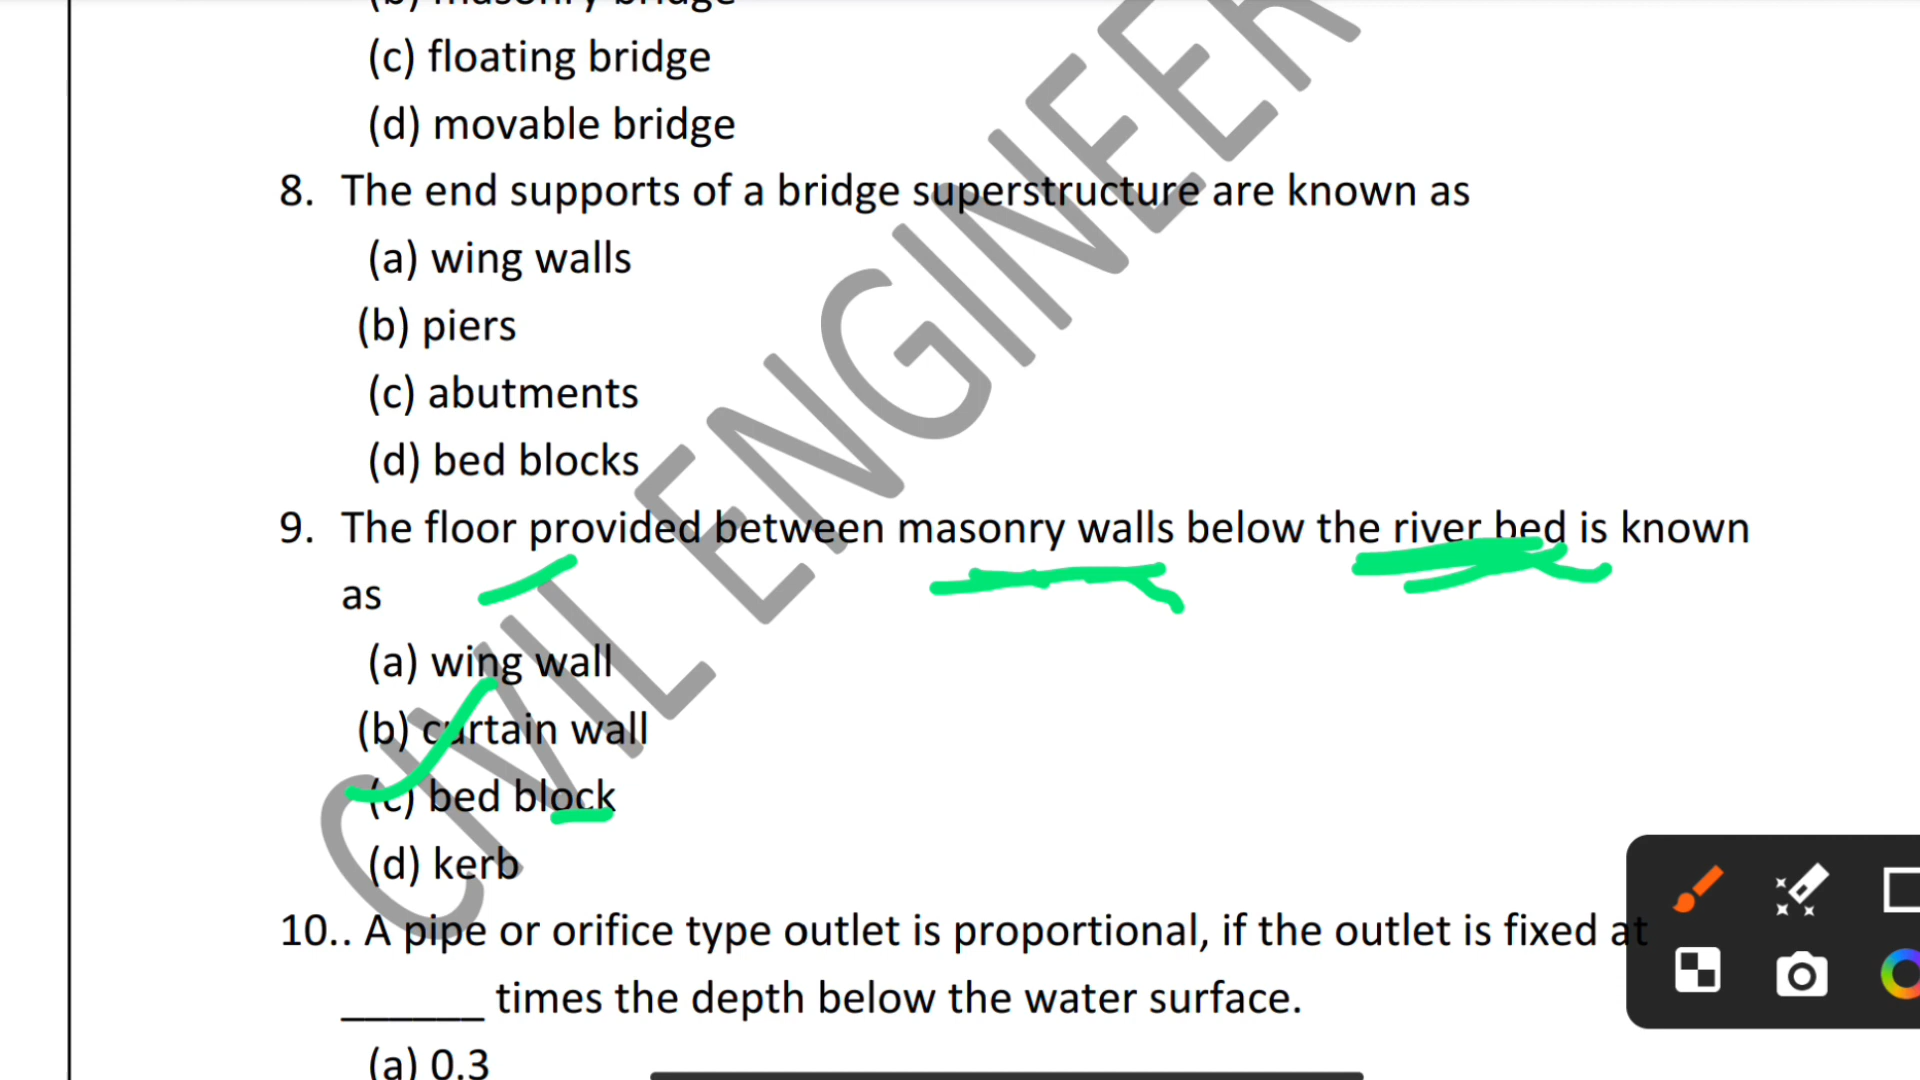 (b) masonry bridge
(c) floating bridge
(d) movable bridge
8. The end supports of a bridge superstructure are known as
(a) wing walls
(b) piers
(c) abutments
(d) bed blocks
9. The floor provided between masonry walls below the river bed is known
as
(a) wing wall
(b) curtain wall
(c) bed block
(d) kerb
10.. A pipe or orifice type outlet is proportional, if the outlet is fixed at
______ times the depth below the water surface.
(a) 0.3
CIVIL ENGINEER